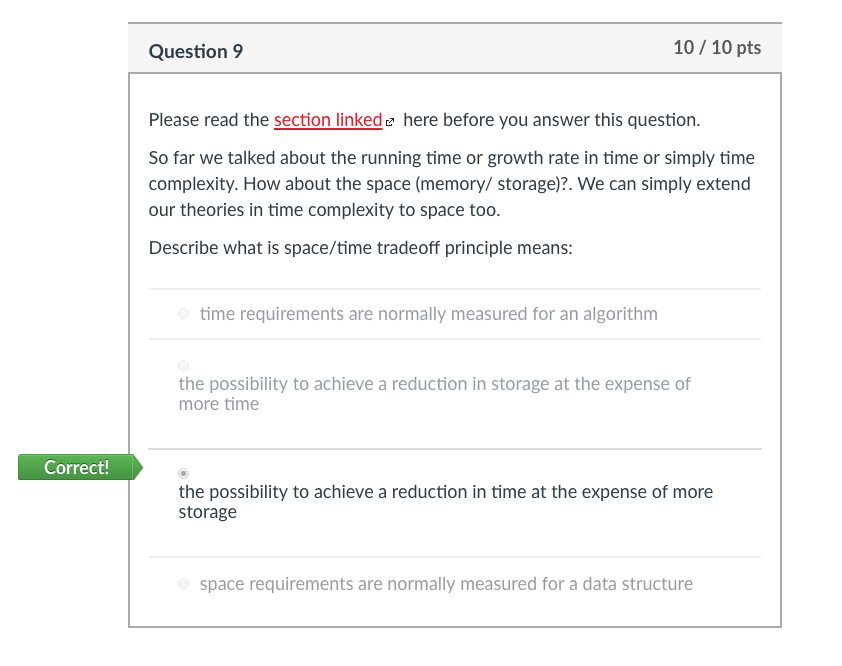 Question 9
10 / 10 pts
Please read the section linked here before you answer this question.
So far we talked about the running time or growth rate in time or simply time
complexity. How about the space (memory/ storage)?. We can simply extend
our theories in time complexity to space too.
Describe what is space/time tradeoff principle means:
time requirements are normally measured for an algorithm
the possibility to achieve a reduction in storage at the expense of
more time
Correct!
the possibility to achieve a reduction in time at the expense of more
storage
space requirements are normally measured for a data structure